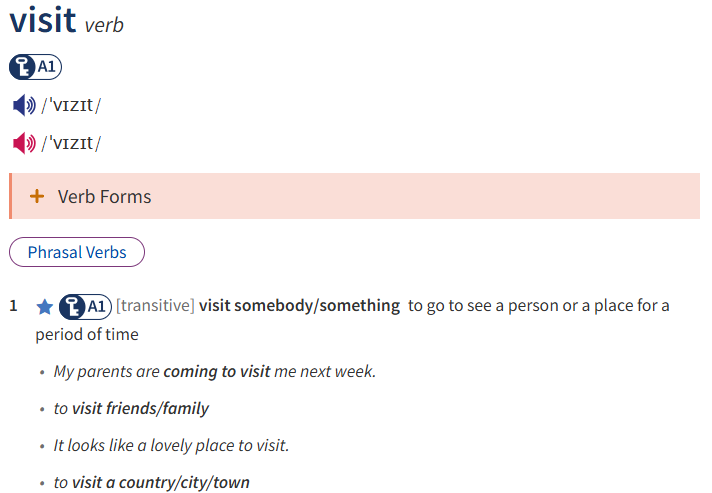 visit verb
A1
/ˈvɪzɪt/
/ˈvɪzɪt/
+ Verb Forms
Phrasal Verbs
1 ★ A1 [transitive] visit somebody/something to go to see a person or a place for a
period of time
• My parents are coming to visit me next week.
• to visit friends/family
• It looks like a lovely place to visit.
• to visit a country/city/town